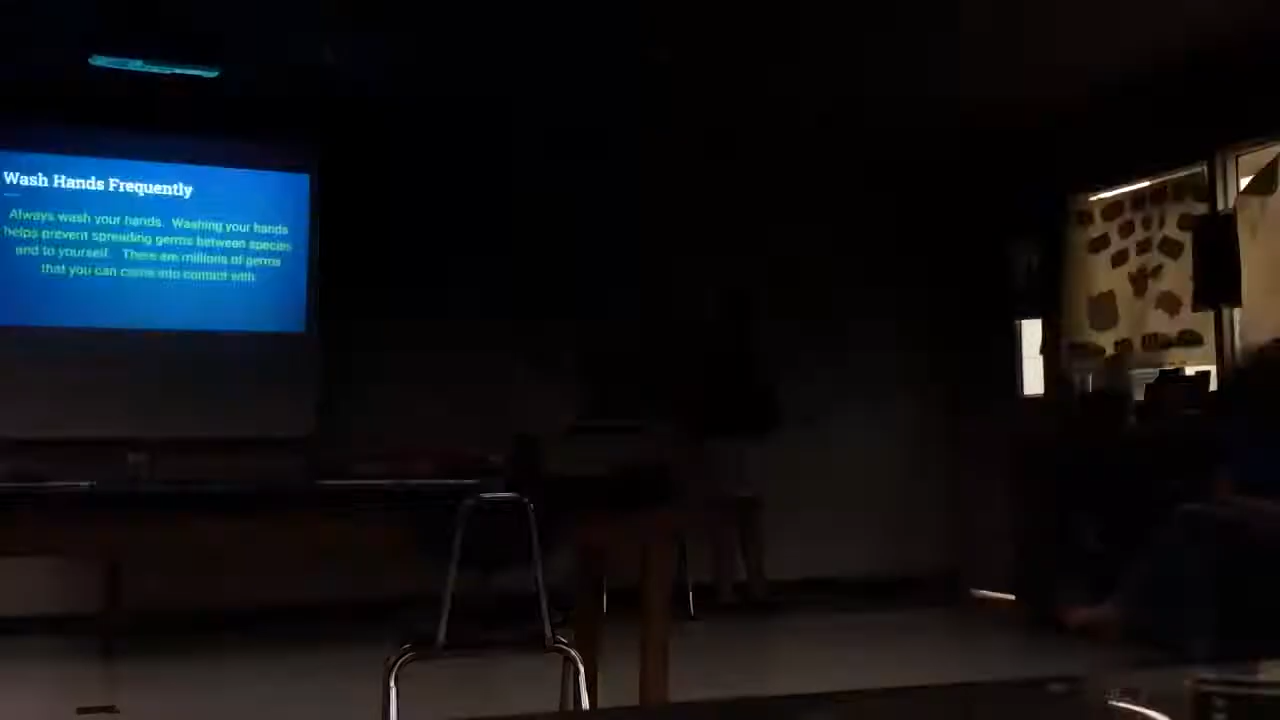 Wash Hands Frequently
Always wash your hands. Washing your hands
helps prevent spreading germs between species
and to yourself. There are millions of germs
that you can come into contact with.